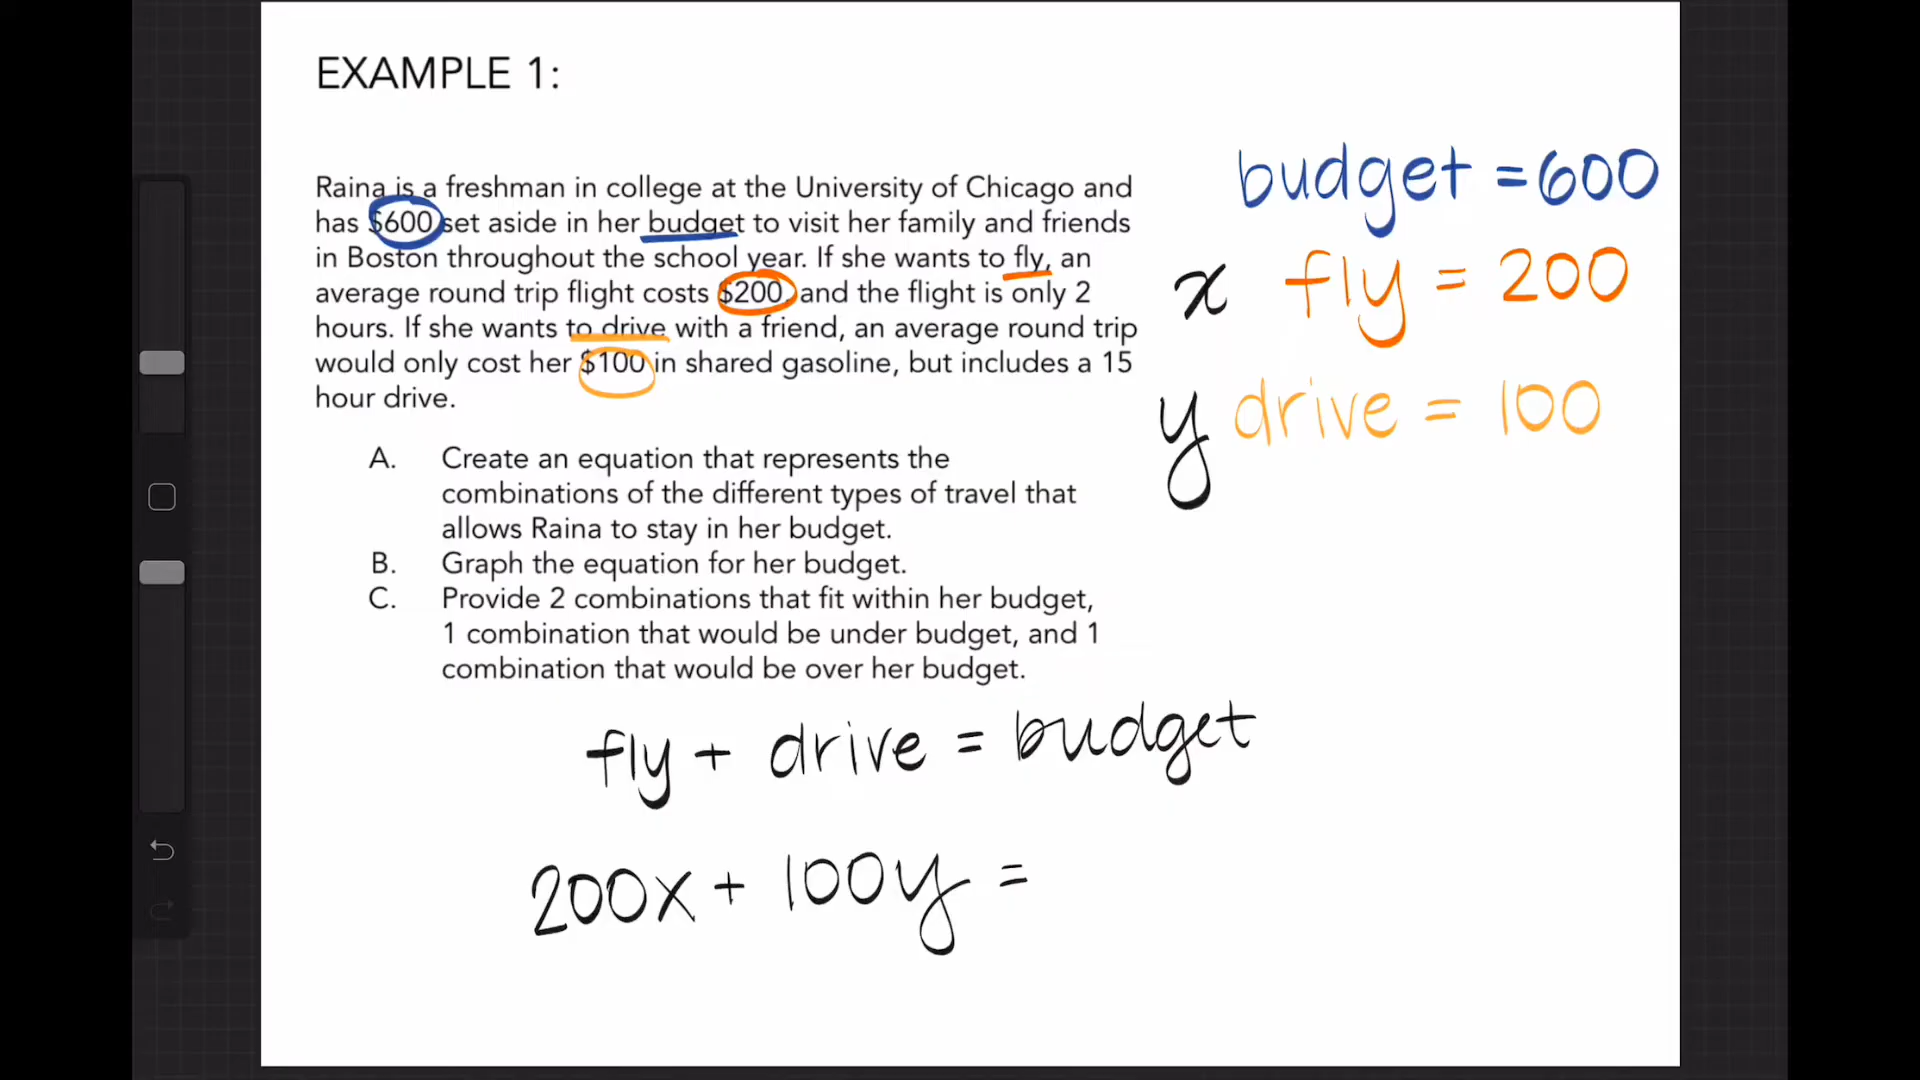 EXAMPLE 1:
budget = 600
Raina is a freshman in college at the University of Chicago and
has $600 set aside in her budget to visit her family and friends
in Boston throughout the school year. If she wants to fly, an
average round trip flight costs $200, and the flight is only 2
hours. If she wants to drive with a friend, an average round trip
would only cost her $100 in shared gasoline, but includes a 15
hour drive.
x fly = 200
y drive = 100
A. Create an equation that represents the
combinations of the different types of travel that
allows Raina to stay in her budget.
B. Graph the equation for her budget.
C. Provide 2 combinations that fit within her budget,
1 combination that would be under budget, and 1
combination that would be over her budget.
fly + drive = budget
200x + 100y =